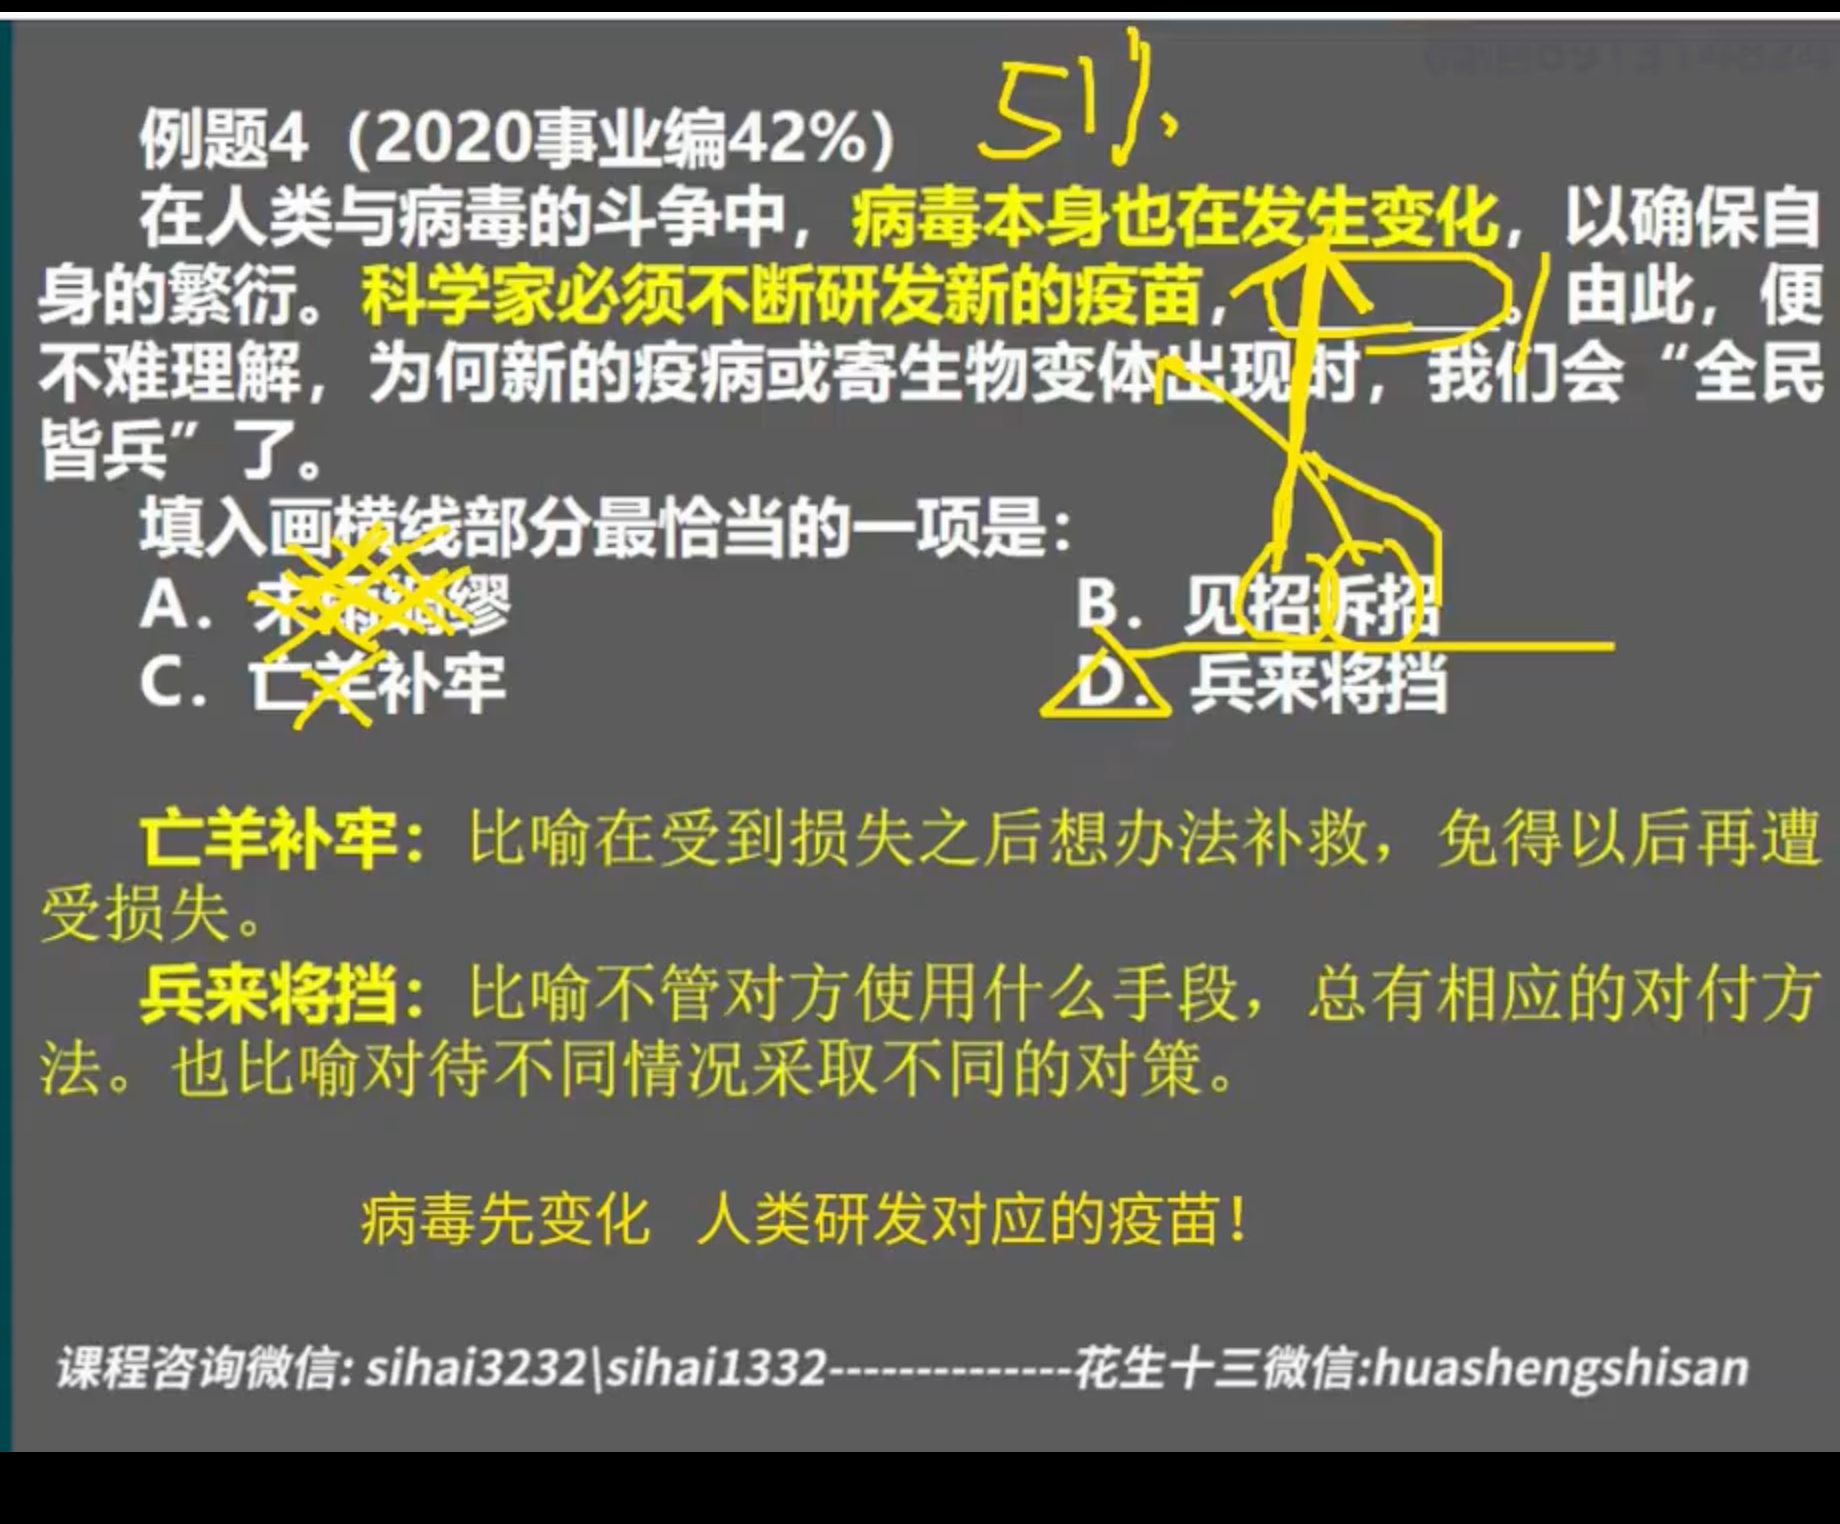 51%
例题4（2020事业编42%）
在人类与病毒的斗争中，病毒本身也在发生变化，以确保自
身的繁衍。科学家必须不断研发新的疫苗，______。由此，便
不难理解，为何新的疫病或寄生物变体出现时，我们会“全民
皆兵”了。
填入画横线部分最恰当的一项是：
A．未雨绸缪 B．见招拆招
C．亡羊补牢 D．兵来将挡
亡羊补牢：比喻在受到损失之后想办法补救，免得以后再遭
受损失。
兵来将挡：比喻不管对方使用什么手段，总有相应的对付方
法。也比喻对待不同情况采取不同的对策。
病毒先变化 人类研发对应的疫苗！
课程咨询微信: sihai3232\sihai1332--------------花生十三微信:huashengshisan